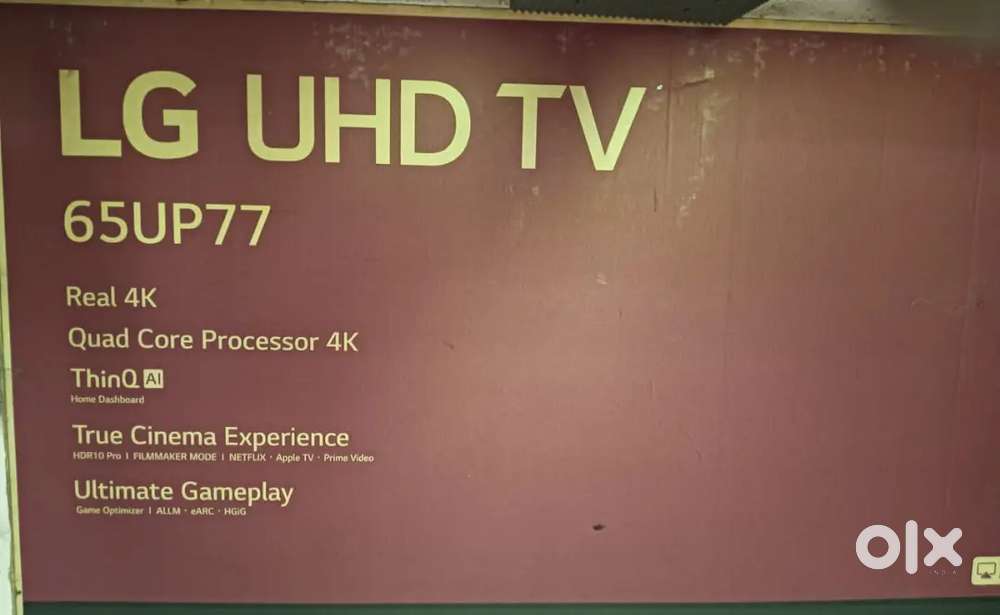 LG UHD TV
65UP77
Real 4K
Quad Core Processor 4K
ThinQ AI
Home Dashboard
True Cinema Experience
HDR10 Pro I FILMMAKER MODE I NETFLIX · Apple TV · Prime Video
Ultimate Gameplay
Game Optimizer I ALLM · eARC · HGiG
olx
INDIA